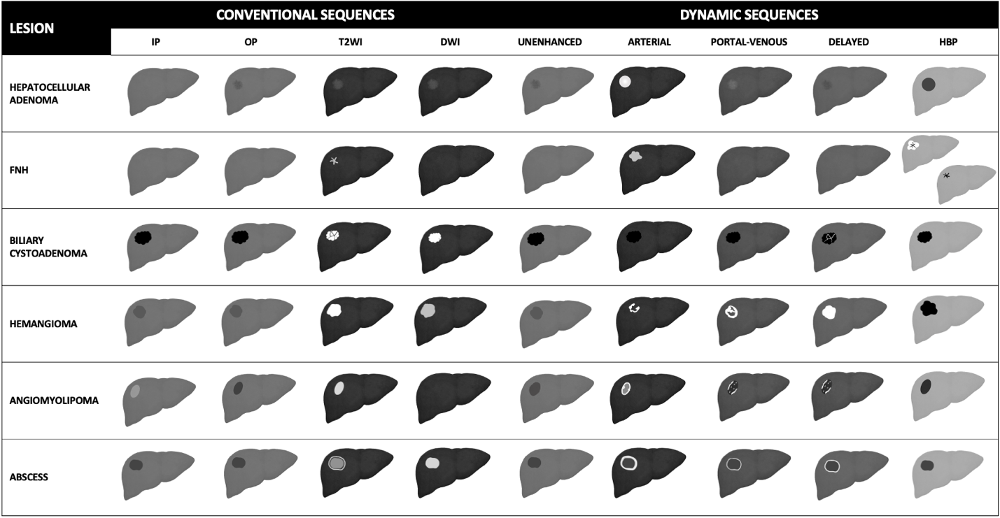 LESION
CONVENTIONAL SEQUENCES
DYNAMIC SEQUENCES
IP
OP
T2WI
DWI
UNENHANCED
ARTERIAL
PORTAL-VENOUS
DELAYED
HBP
HEPATOCELLULAR
ADENOMA
FNH
BILIARY
CYSTOADENOMA
HEMANGIOMA
ANGIOMYOLIPOMA
ABSCESS